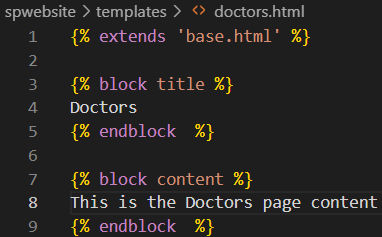 spwebsite > templates > <> doctors.html
1 {% extends 'base.html' %}
2
3 {% block title %}
4 Doctors
5 {% endblock  %}
6
7 {% block content %}
8 This is the Doctors page content
9 {% endblock  %}